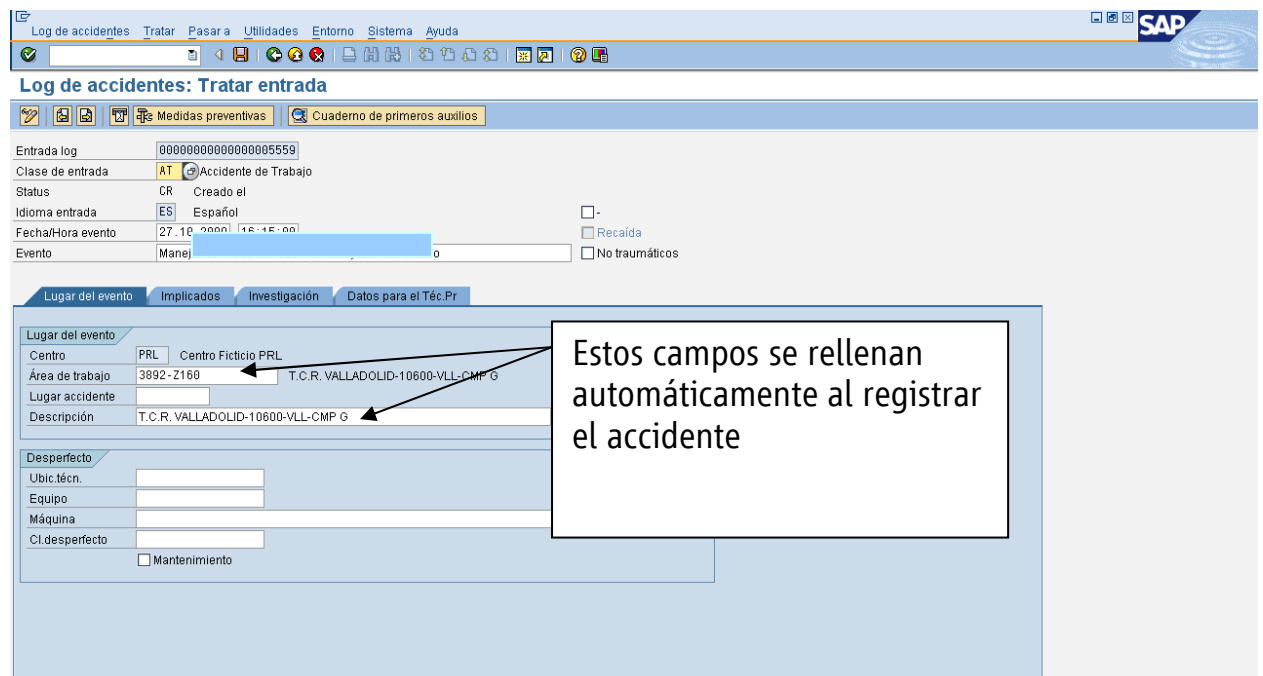 Log de accidentes Tratar Pasar a Utilidades Entorno Sistema Ayuda
SAP
Log de accidentes: Tratar entrada
Medidas preventivas Cuaderno de primeros auxilios
Entrada log 00000000000000005559
Clase de entrada AT Accidente de Trabajo
Status CR Creado el
Idioma entrada ES Español -
Fecha/Hora evento Recaída
Evento Manej o No traumáticos
Lugar del evento Implicados Investigación Datos para el Téc.Pr
Lugar del evento
Centro PRL Centro Ficticio PRL
Área de trabajo 3892-Z160 T.C.R. VALLADOLID-10600-VLL-CMP G
Lugar accidente
Descripción T.C.R. VALLADOLID-10600-VLL-CMP G
Estos campos se rellenan
automáticamente al registrar
el accidente
Desperfecto
Ubic.técn.
Equipo
Máquina
Cl.desperfecto
Mantenimiento